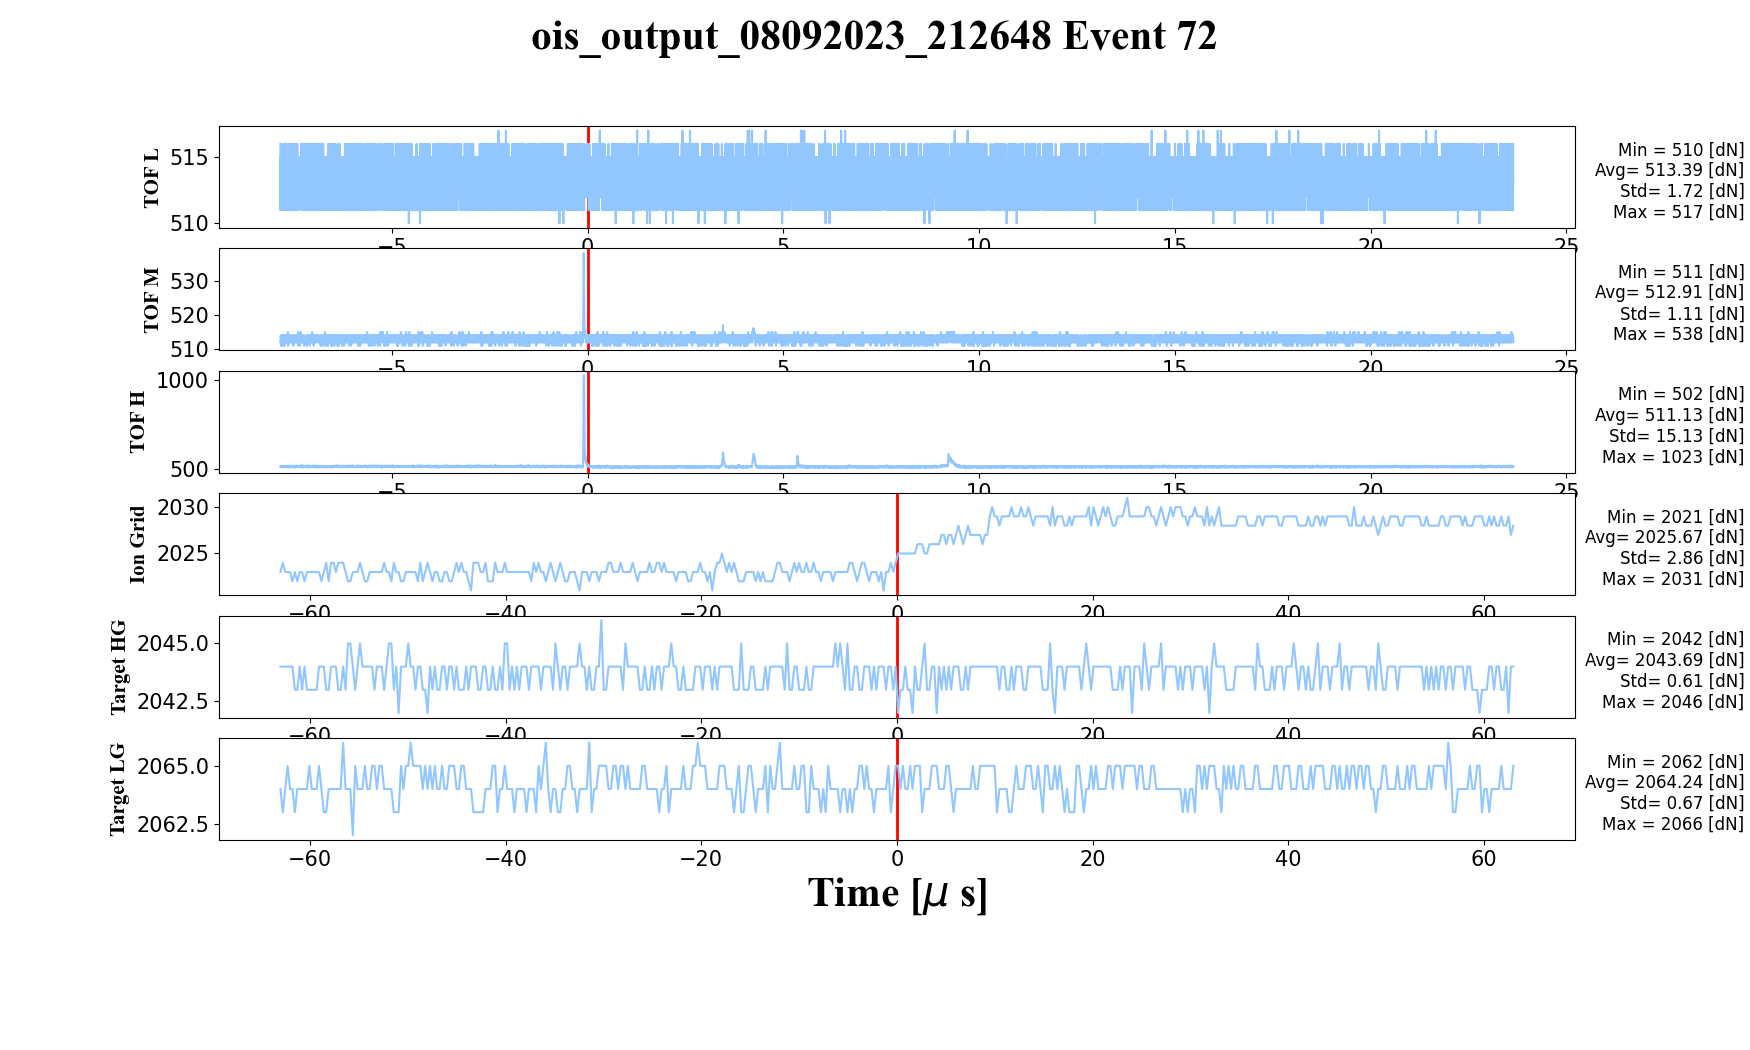 ois_output_08092023_212648 Event 72
TOF L
515
510
Min = 510 [dN]
Avg= 513.39 [dN]
Std= 1.72 [dN]
Max = 517 [dN]
−5 0 5 10 15 20 25
TOF M
530
520
510
Min = 511 [dN]
Avg= 512.91 [dN]
Std= 1.11 [dN]
Max = 538 [dN]
−5 0 5 10 15 20 25
TOF H
1000
500
Min = 502 [dN]
Avg= 511.13 [dN]
Std= 15.13 [dN]
Max = 1023 [dN]
−5 0 5 10 15 20 25
Ion Grid
2030
2025
Min = 2021 [dN]
Avg= 2025.67 [dN]
Std= 2.86 [dN]
Max = 2031 [dN]
−60 −40 −20 0 20 40 60
Target HG
2045.0
2042.5
Min = 2042 [dN]
Avg= 2043.69 [dN]
Std= 0.61 [dN]
Max = 2046 [dN]
−60 −40 −20 0 20 40 60
Target LG
2065.0
2062.5
Min = 2062 [dN]
Avg= 2064.24 [dN]
Std= 0.67 [dN]
Max = 2066 [dN]
−60 −40 −20 0 20 40 60
Time [μ s]